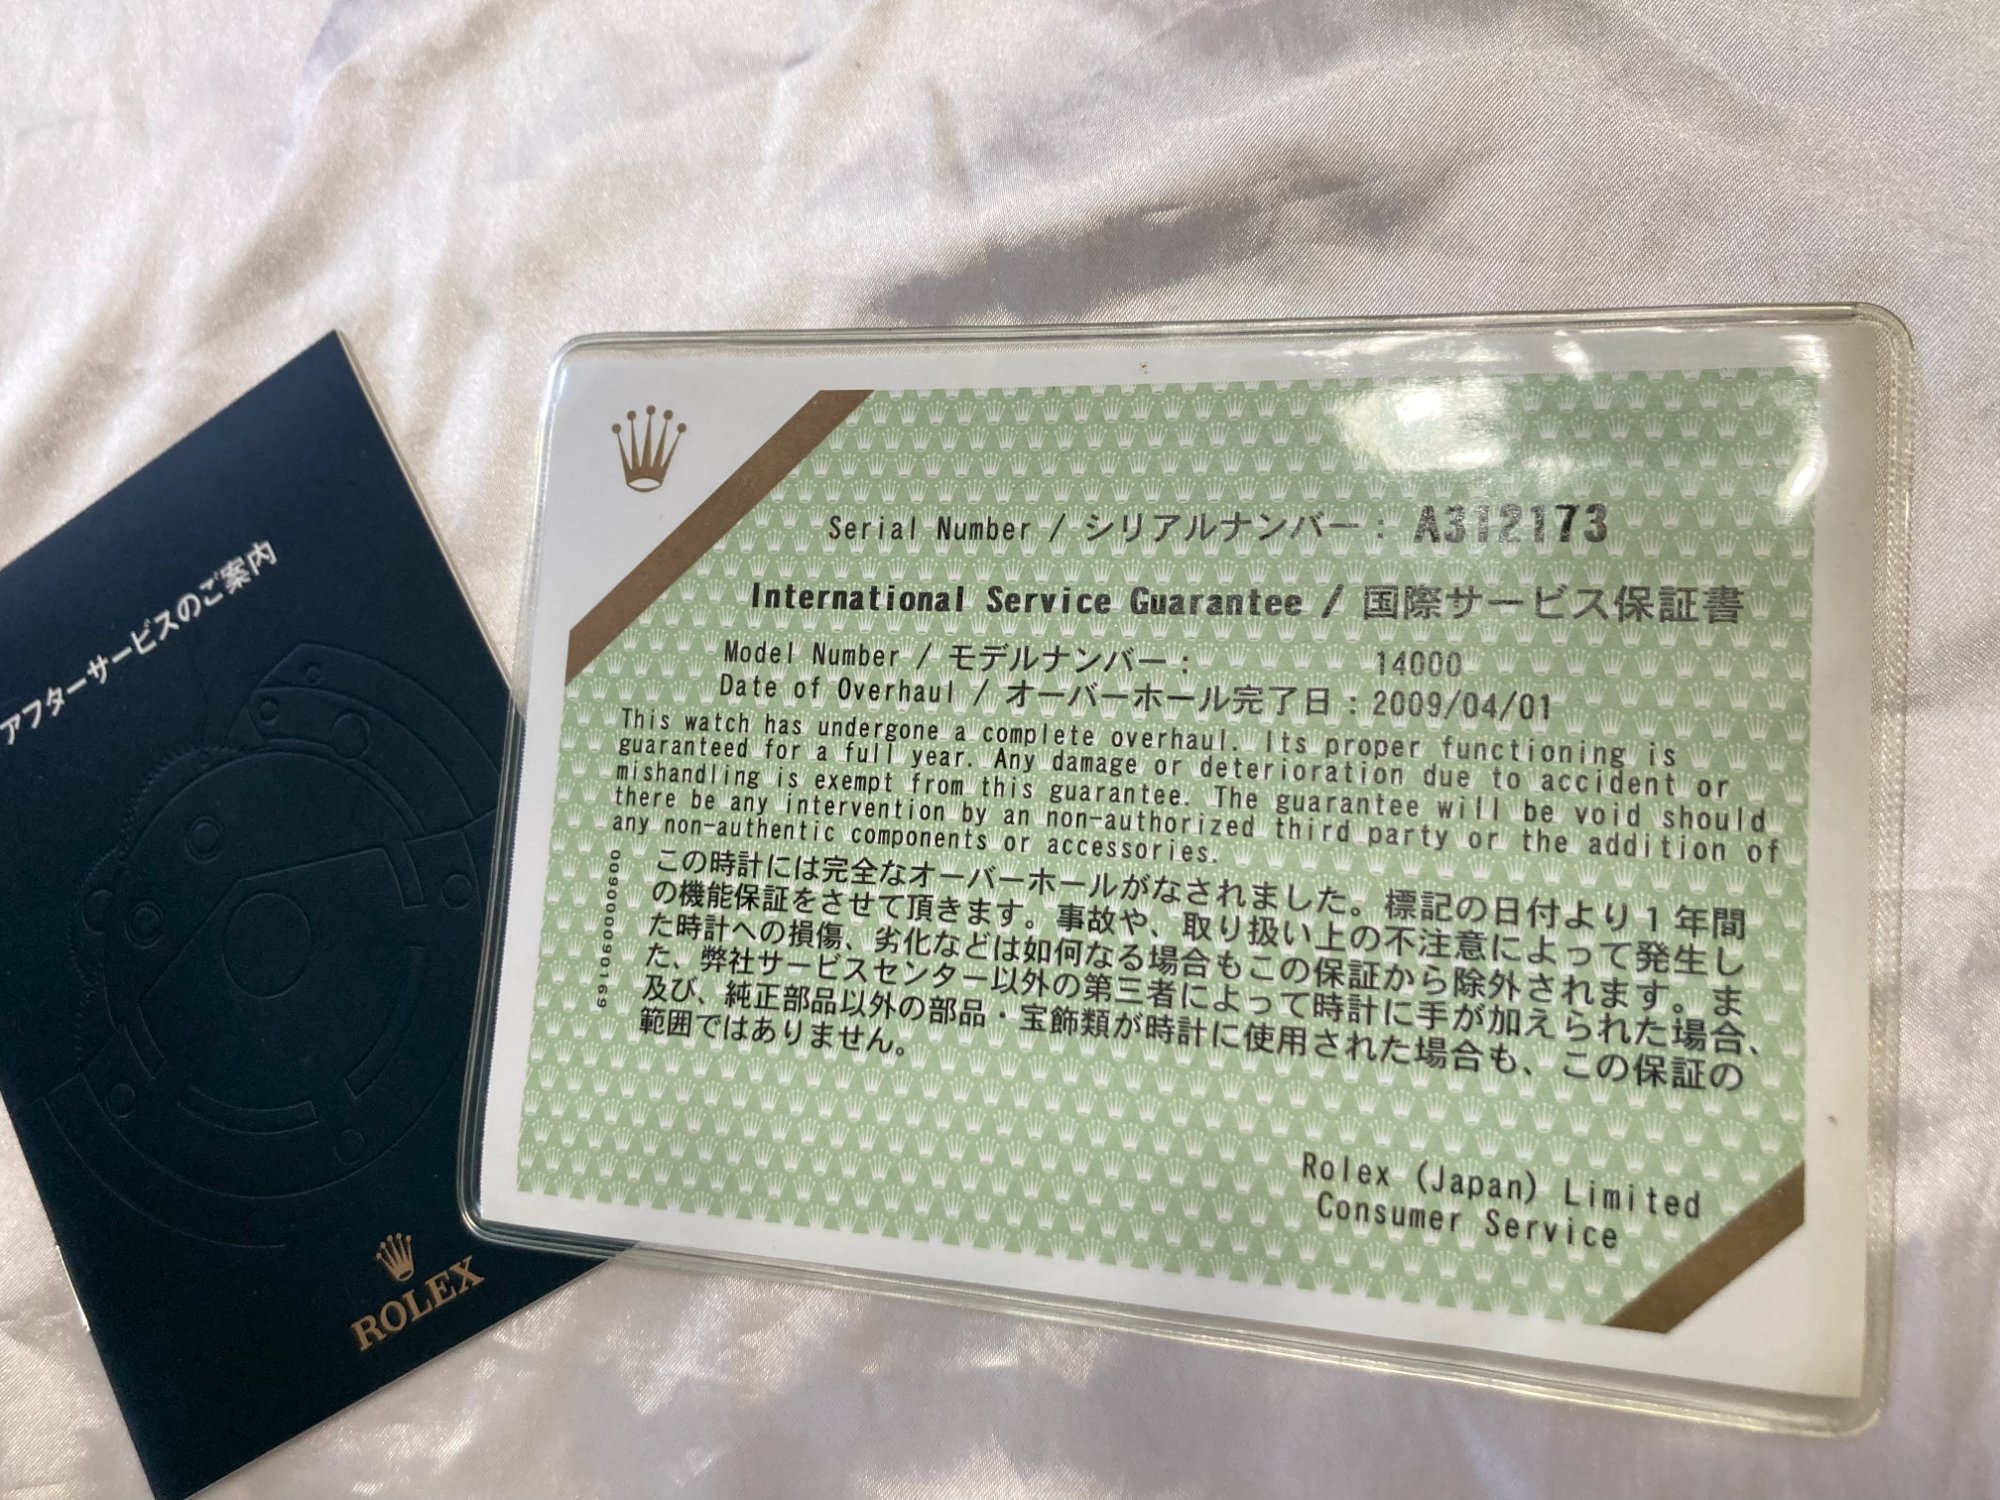 アフターサービスのご案内
ROLEX
Serial Number / シリアルナンバー : A312173
International Service Guarantee / 国際サービス保証書
Model Number / モデルナンバー : 14000
Date of Overhaul / オーバーホール完了日 : 2009/04/01
This watch has undergone a complete overhaul. Its proper functioning is
guaranteed for a full year. Any damage or deterioration due to accident or
mishandling is exempt from this guarantee. The guarantee will be void should
there be any intervention by an non-authorized third party or the addition of
any non-authentic components or accessories.
この時計には完全なオーバーホールがなされました。標記の日付より1年間
の機能保証をさせて頂きます。事故や、取り扱い上の不注意によって発生し
た時計への損傷、劣化などは如何なる場合もこの保証から除外されます。ま
た、弊社サービスセンター以外の第三者によって時計に手が加えられた場合、
及び、純正部品以外の部品・宝飾類が時計に使用された場合も、この保証の
範囲ではありません。
0090000090169
Rolex (Japan) Limited
Consumer Service